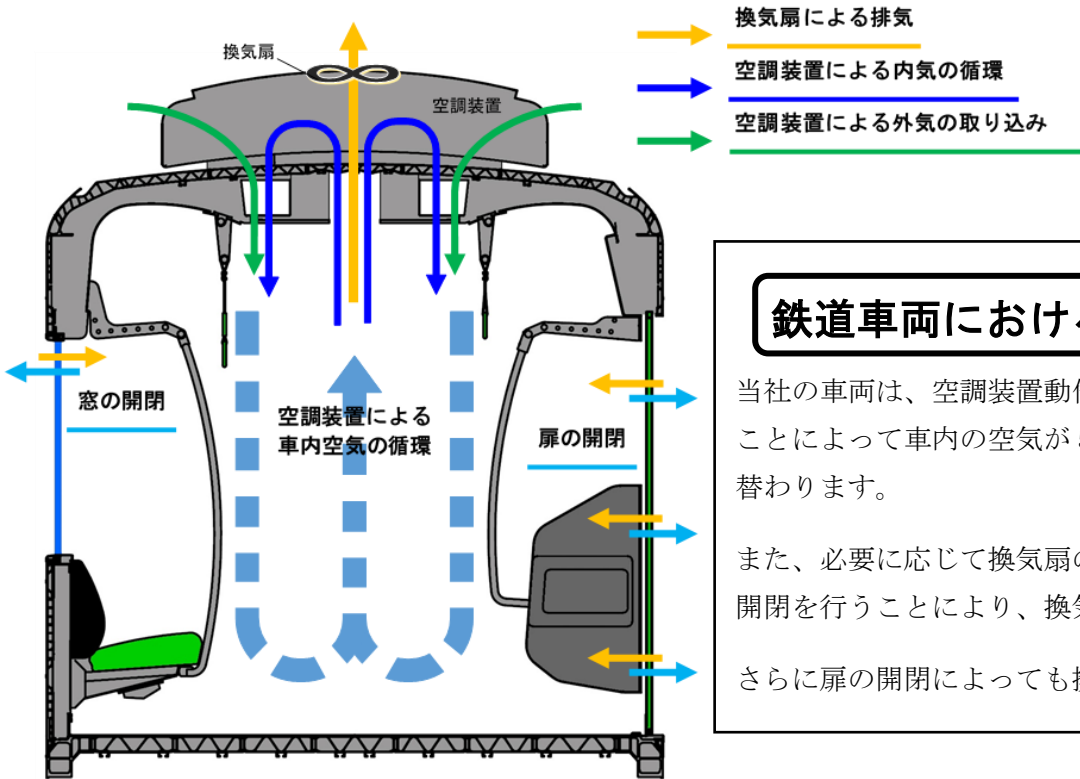 換気扇による排気
空調装置による内気の循環
空調装置による外気の取り込み
換気扇
空調装置
窓の開閉
空調装置による
車内空気の循環
扉の開閉
鉄道車両におけ
当社の車両は、空調装置動
ことによって車内の空気が
替わります。
また、必要に応じて換気扇の
開閉を行うことにより、換
さらに扉の開閉によっても